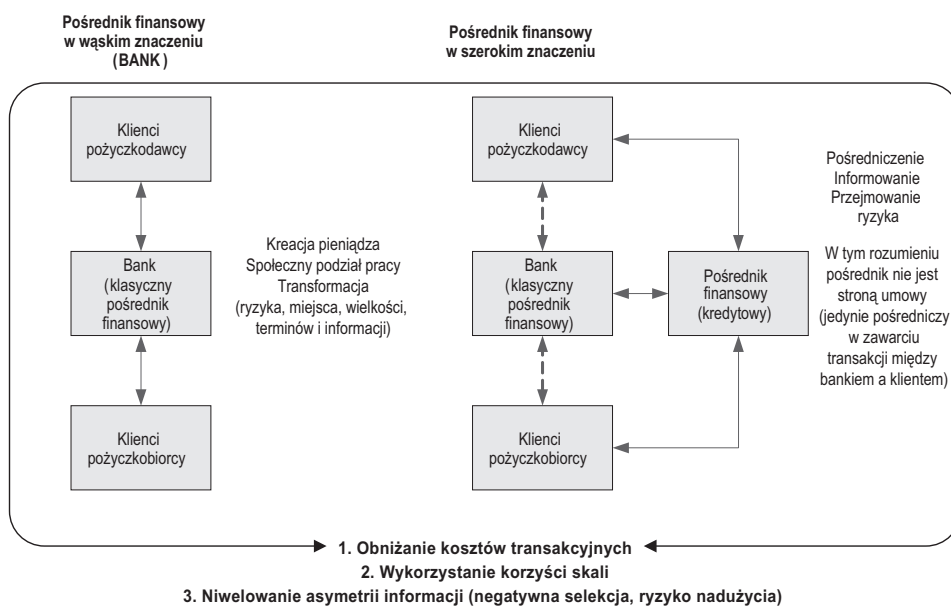 Pośrednik finansowy
w wąskim znaczeniu
(BANK)
Pośrednik finansowy
w szerokim znaczeniu
Klienci
pożyczkodawcy
Bank
(klasyczny
pośrednik
finansowy)
Klienci
pożyczkobiorcy
Kreacja pieniądza
Społeczny podział pracy
Transformacja
(ryzyka, miejsca, wielkości,
terminów i informacji)
Klienci
pożyczkodawcy
Bank
(klasyczny
pośrednik
finansowy)
Klienci
pożyczkobiorcy
Pośrednik
finansowy
(kredytowy)
Pośredniczenie
Informowanie
Przejmowanie
ryzyka
W tym rozumieniu
pośrednik nie jest
stroną umowy
(jedynie pośredniczy
w zawarciu
transakcji między
bankiem a klientem)
1. Obniżanie kosztów transakcyjnych
2. Wykorzystanie korzyści skali
3. Niwelowanie asymetrii informacji (negatywna selekcja, ryzyko nadużycia)